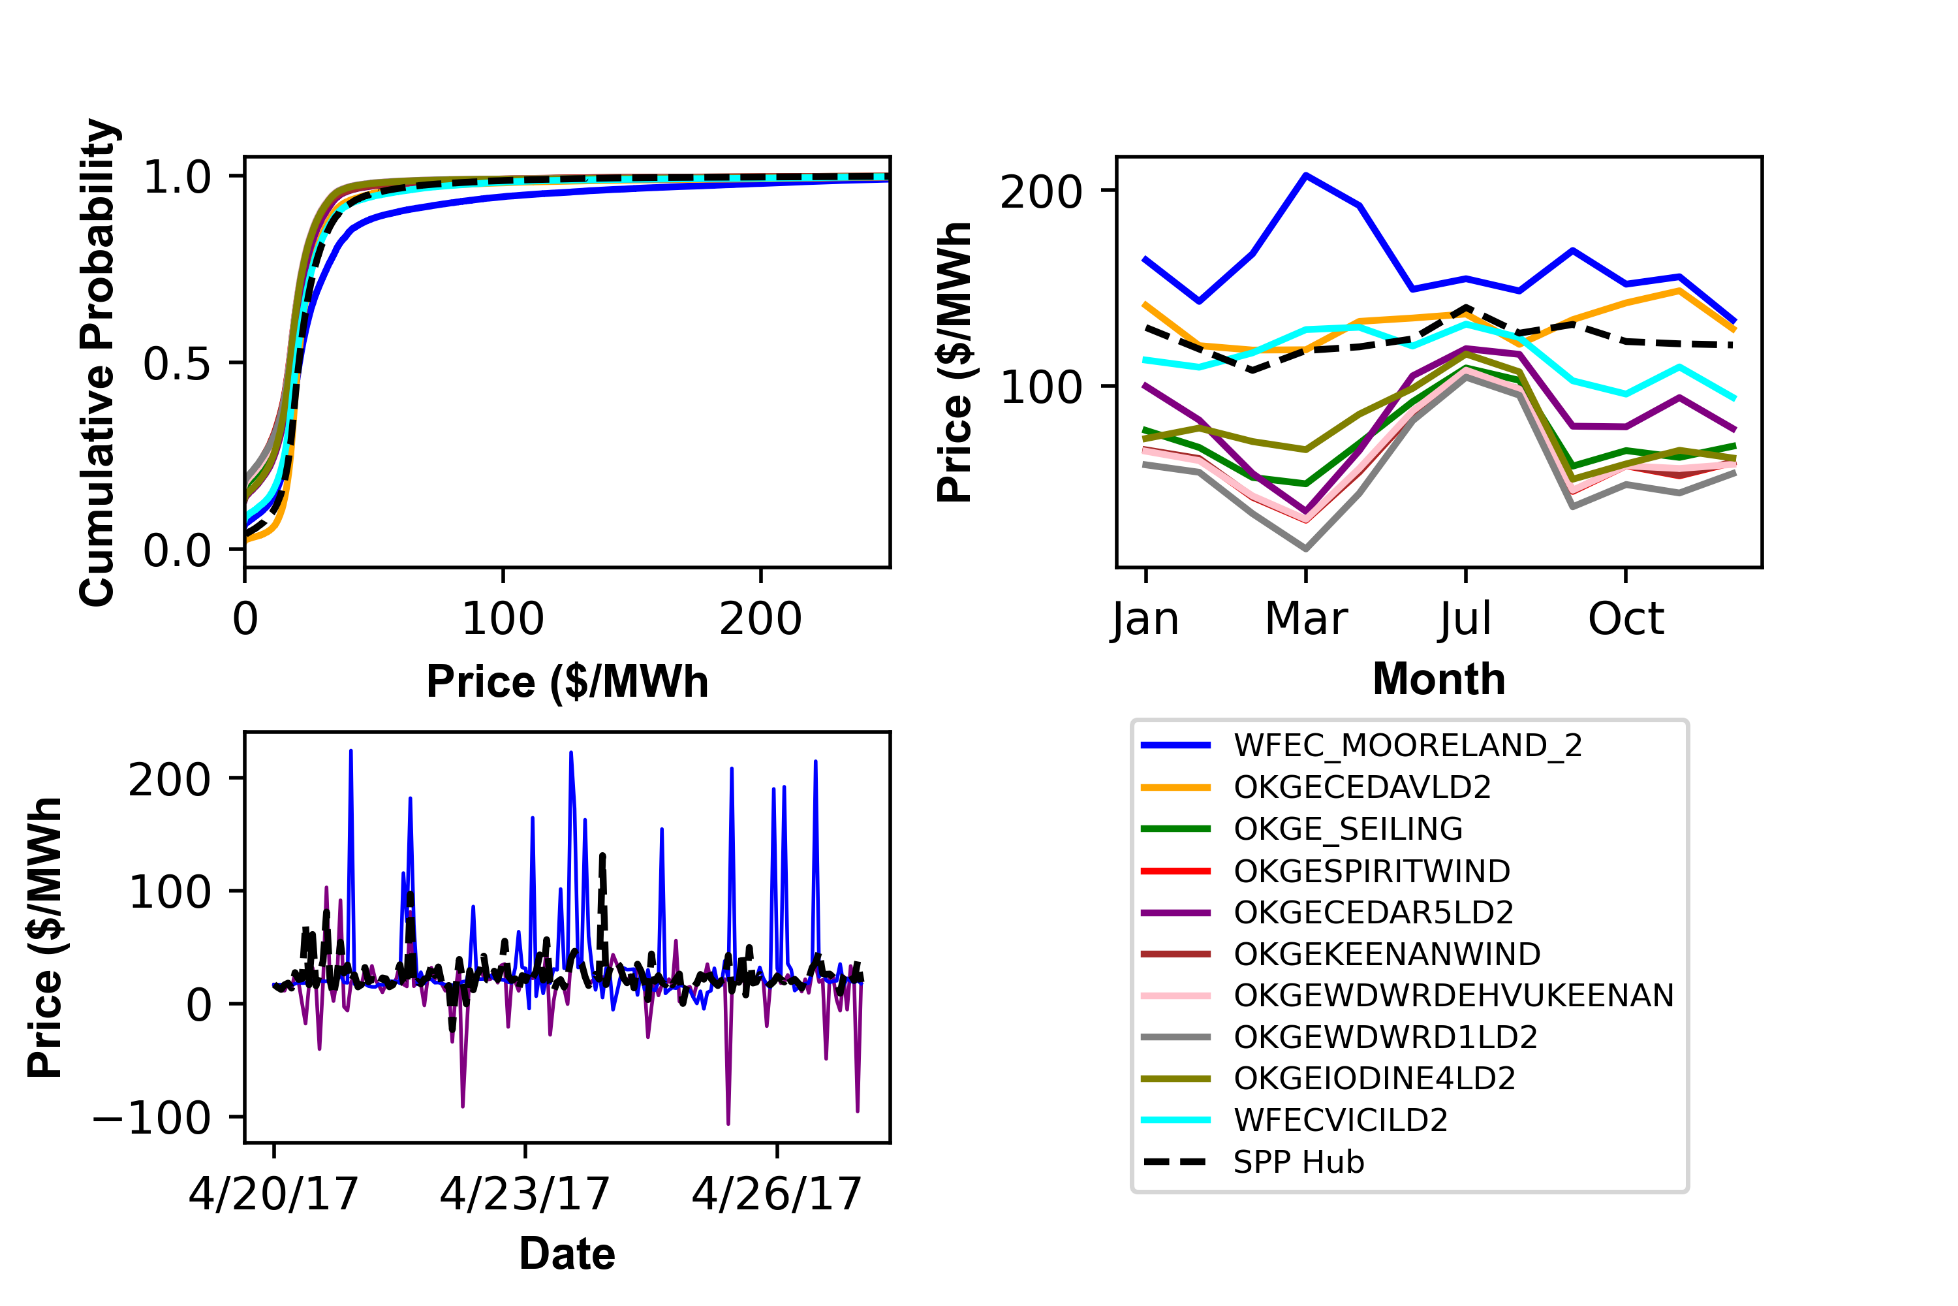 Cumulative Probability
1.0
0.5
0.0
0 100 200
Price ($/MWh
Price ($/MWh
200
100
Jan Mar Jul Oct
Month
Price ($/MWh
200
100
0
−100
4/20/17 4/23/17 4/26/17
Date
WFEC_MOORELAND_2
OKGECEDAVLD2
OKGE_SEILING
OKGESPIRITWIND
OKGECEDAR5LD2
OKGEKEENANWIND
OKGEWDWRDEHVUKEENAN
OKGEWDWRD1LD2
OKGEIODINE4LD2
WFECVICILD2
SPP Hub